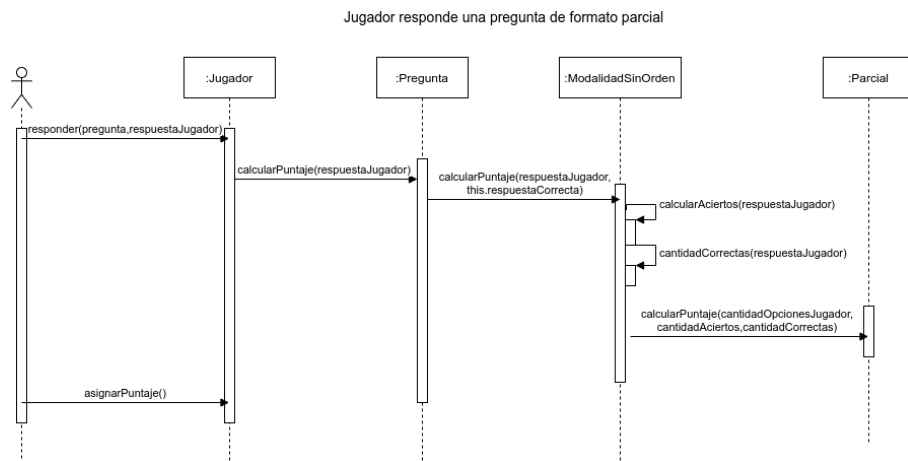 Jugador responde una pregunta de formato parcial
:Jugador
:Pregunta
:ModalidadSinOrden
:Parcial
responder(pregunta,respuestaJugador)
calcularPuntaje(respuestaJugador)
calcularPuntaje(respuestaJugador,
this.respuestaCorrecta)
calcularAciertos(respuestaJugador)
cantidadCorrectas(respuestaJugador)
calcularPuntaje(cantidadOpcionesJugador,
cantidadAciertos,cantidadCorrectas)
asignarPuntaje()